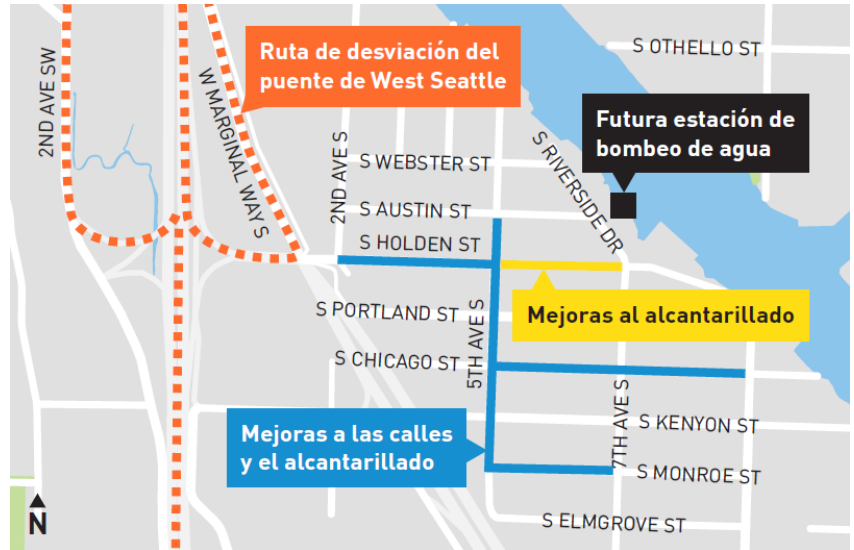 S OTHELLO ST
Ruta de desviación del
puente de West Seattle
2ND AVE SW
W MARGINAL WAY S
Futura estación de
bombeo de agua
2ND AVE S
S WEBSTER ST
S RIVERSIDE DR
S AUSTIN ST
S HOLDEN ST
S PORTLAND ST
Mejoras al alcantarillado
5TH AVE S
S CHICAGO ST
7TH AVE S
Mejoras a las calles
y el alcantarillado
S KENYON ST
S MONROE ST
N
S ELMGROVE ST